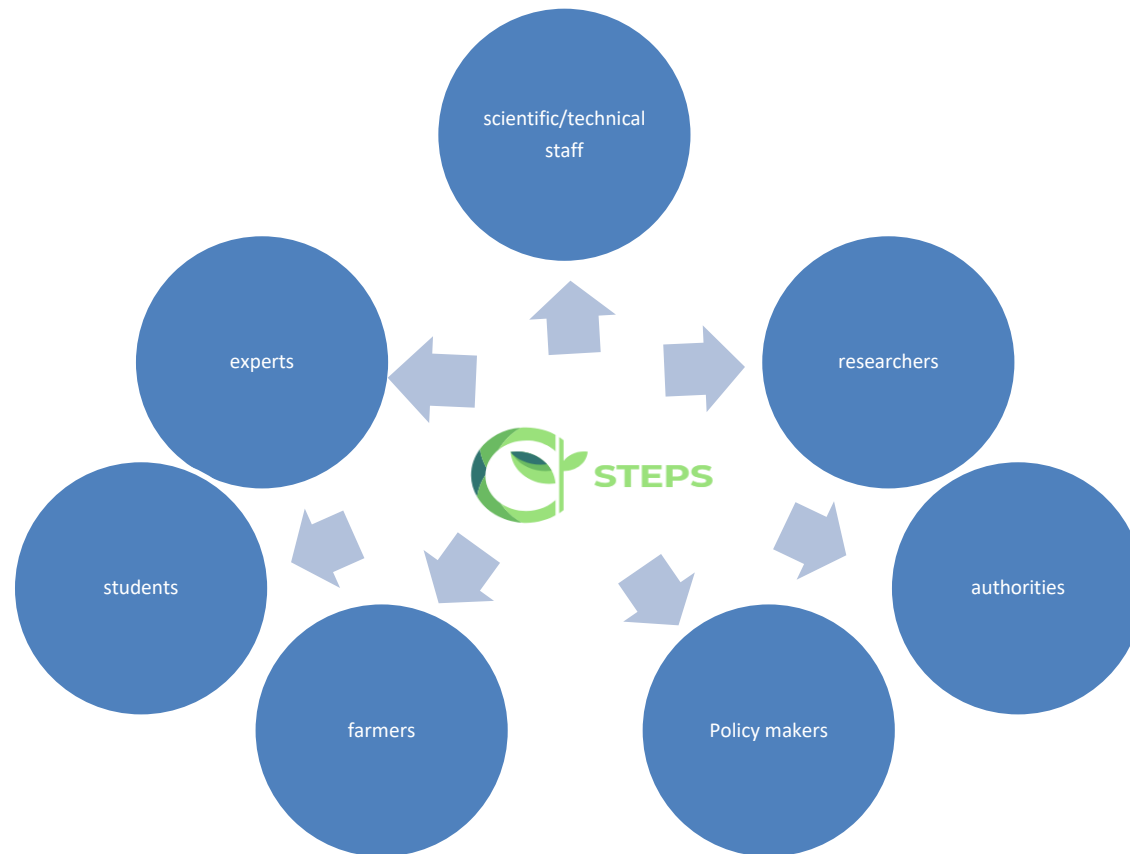 scientific/technical
staff
experts
researchers
STEPS
students
authorities
farmers
Policy makers